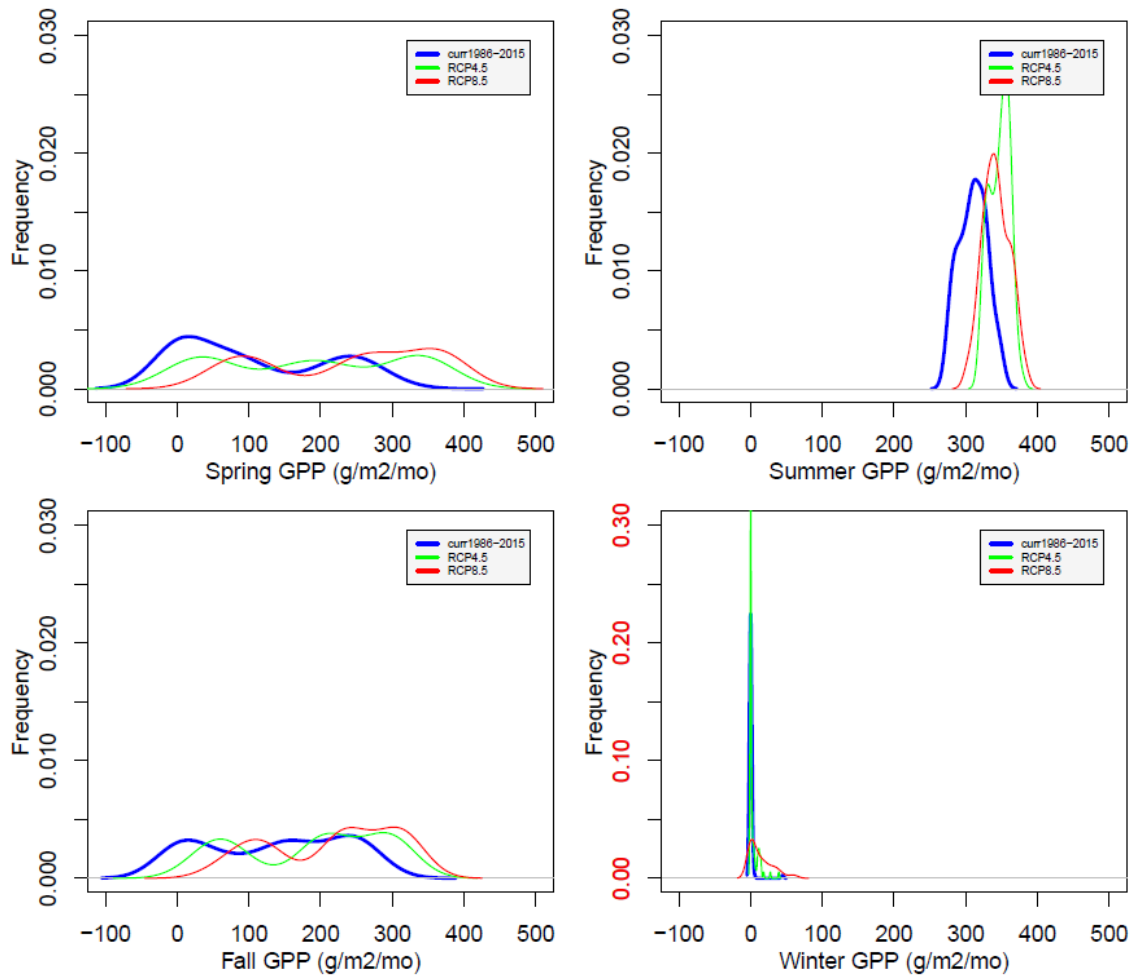 Frequency
0.000 0.010 0.020 0.030
curr1986−2015
RCP4.5
RCP8.5
−100 0 100 200 300 400 500
Spring GPP (g/m2/mo)
Frequency
0.000 0.010 0.020 0.030
curr1986−2015
RCP4.5
RCP8.5
−100 0 100 200 300 400 500
Summer GPP (g/m2/mo)
Frequency
0.000 0.010 0.020 0.030
curr1986−2015
RCP4.5
RCP8.5
−100 0 100 200 300 400 500
Fall GPP (g/m2/mo)
Frequency
0.00 0.10 0.20 0.30
curr1986−2015
RCP4.5
RCP8.5
−100 0 100 200 300 400 500
Winter GPP (g/m2/mo)